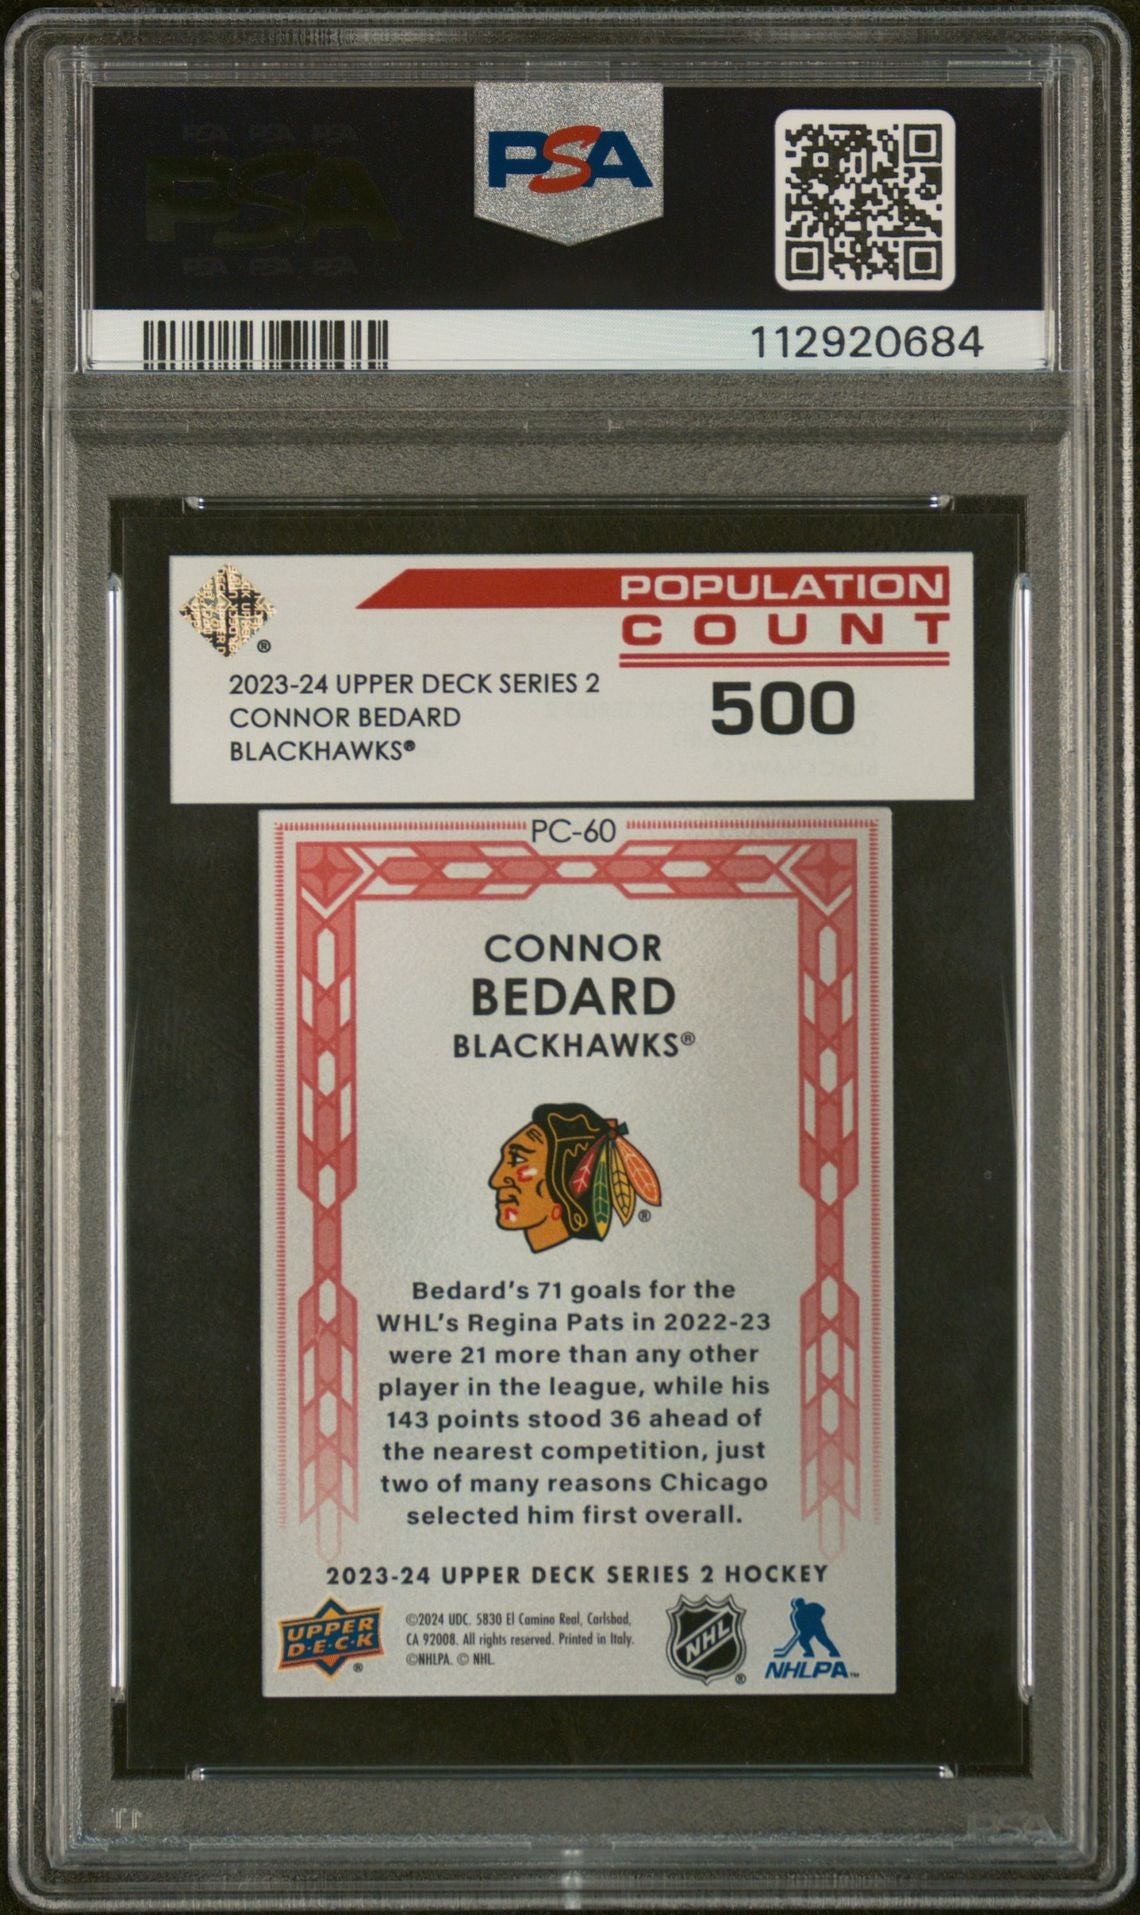 PSA
112920684
POPULATION
COUNT
500
®
2023-24 UPPER DECK SERIES 2
CONNOR BEDARD
BLACKHAWKS®
PC-60
CONNOR
BEDARD
BLACKHAWKS®
®
Bedard's 71 goals for the
WHL's Regina Pats in 2022-23
were 21 more than any other
player in the league, while his
143 points stood 36 ahead of
the nearest competition, just
two of many reasons Chicago
selected him first overall.
2023-24 UPPER DECK SERIES 2 HOCKEY
UPPER
D·E·C·K
®
©2024 UDC. 5830 El Camino Real, Carlsbad,
CA 92008. All rights reserved. Printed in Italy.
©NHLPA. © NHL.
NHL
®
NHLPA™
PSA